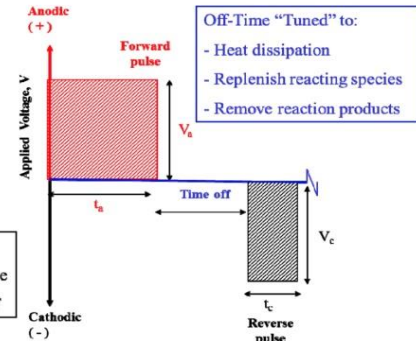 Anodic
(+)
Forward
pulse
Applied Voltage, V
Va
ta
Time off
Off-Time “Tuned” to:
- Heat dissipation
- Replenish reacting species
- Remove reaction products
Vc
tc
Cathodic
(-)
Reverse
pulse